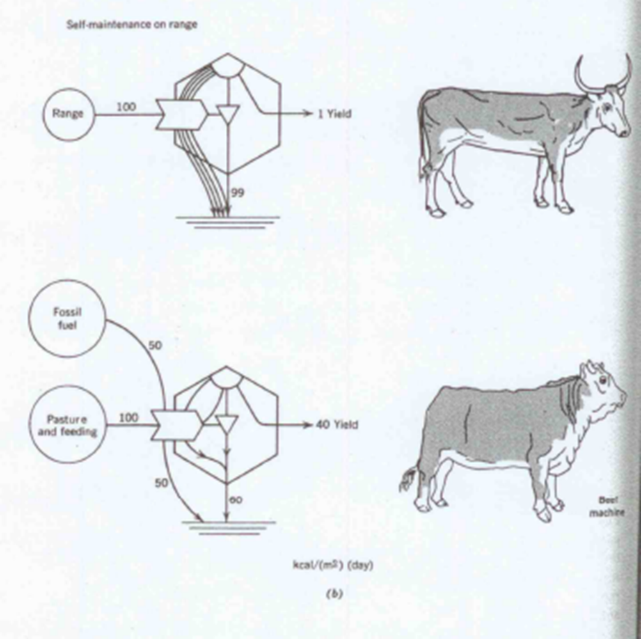 Self-maintenance on range
Range
100
1 Yield
99
Fossil
fuel
50
Pasture
and feeding
100
40 Yield
50
60
Beef
machine
kcal/(m²) (day)
(b)